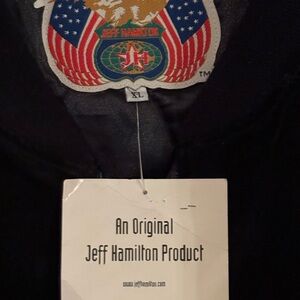 JEFF HAMILTON
TM
XL
An Original
Jeff Hamilton Product
www.jeffhamilton.com